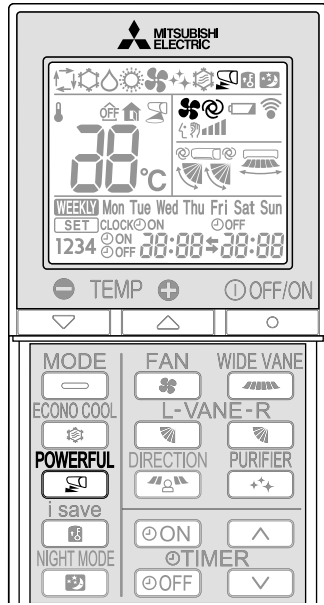 MITSUBISHI
ELECTRIC
OFF
88°C
WEEKLY Mon Tue Wed Thu Fri Sat Sun
SET CLOCK ON OFF
1234 ON OFF 88:88 88:88
TEMP OFF/ON
MODE FAN WIDE VANE
ECONO COOL L-VANE-R
POWERFUL DIRECTION PURIFIER
i save
ON
NIGHT MODE TIMER
OFF